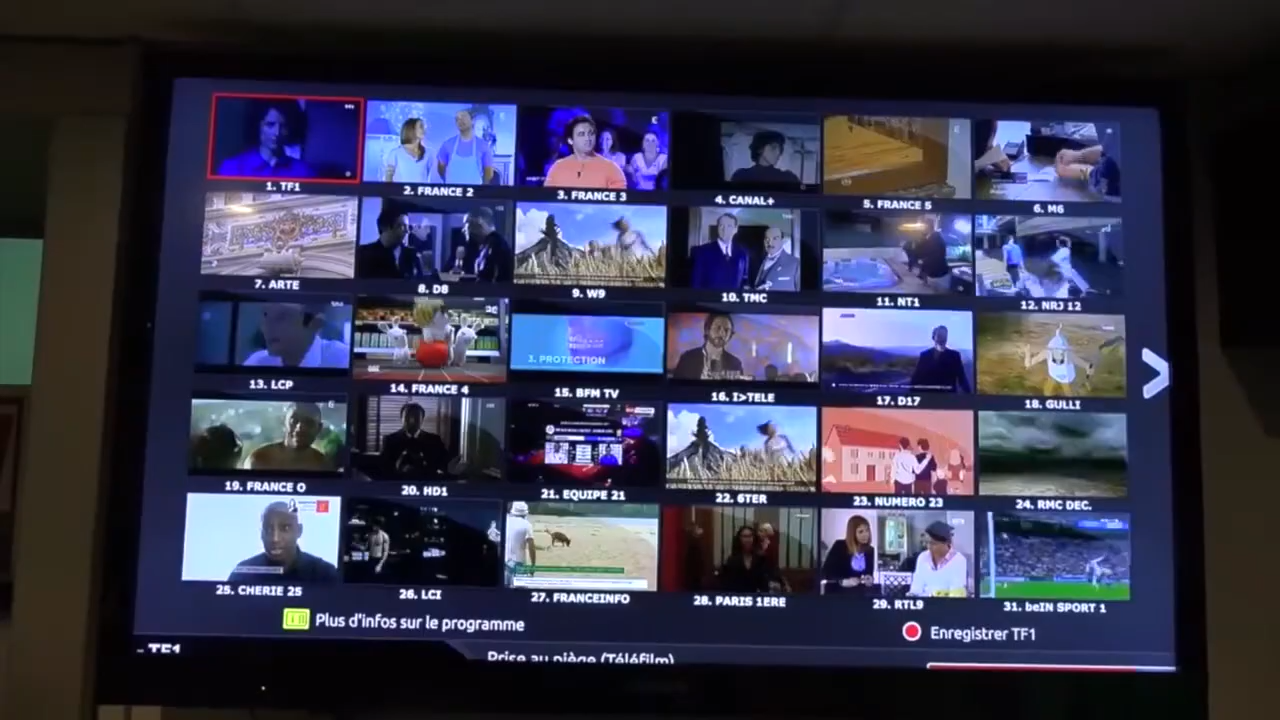 1. TF1
2. FRANCE 2
3. FRANCE 3
4. CANAL+
5. FRANCE 5
6. M6
7. ARTE
8. D8
9. W9
10. TMC
11. NT1
12. NRJ 12
13. LCP
14. FRANCE 4
3. PROTECTION
15. BFM TV
16. I>TELE
17. D17
18. GULLI
19. FRANCE O
20. HD1
21. EQUIPE 21
22. 6TER
23. NUMERO 23
24. RMC DEC.
25. CHERIE 25
26. LCI
27. FRANCEINFO
28. PARIS 1ERE
29. RTL9
31. beIN SPORT 1
Plus d'infos sur le programme
Enregistrer TF1
TF1
Prise au piège (Téléfilm)